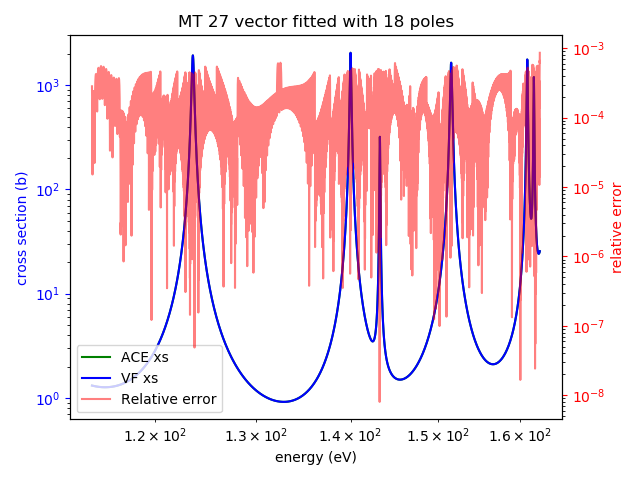 MT 27 vector fitted with 18 poles
cross section (b)
10³
10²
10¹
10⁰
10⁻³
10⁻⁴
10⁻⁵
10⁻⁶
10⁻⁷
10⁻⁸
relative error
ACE xs
VF xs
Relative error
1.2 × 10² 1.3 × 10² 1.4 × 10² 1.5 × 10² 1.6 × 10²
energy (eV)